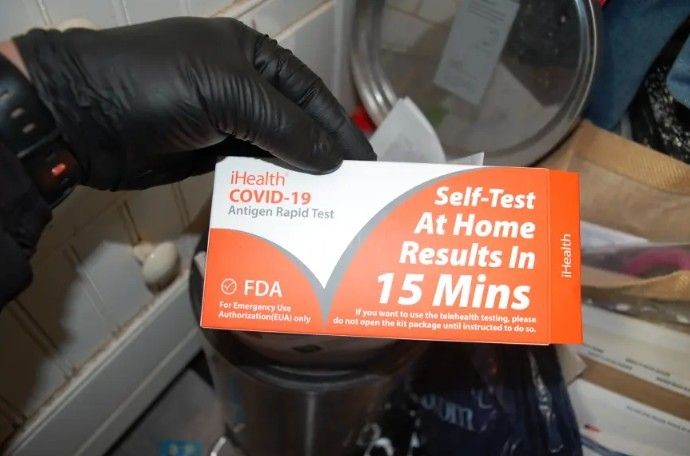 iHealth®
COVID-19
Antigen Rapid Test
FDA
For Emergency Use
Authorization(EUA) only
Self-Test
At Home
Results In
15 Mins
If you want to use the telehealth testing, please
do not open the kit package until instructed to do so.
iHealth